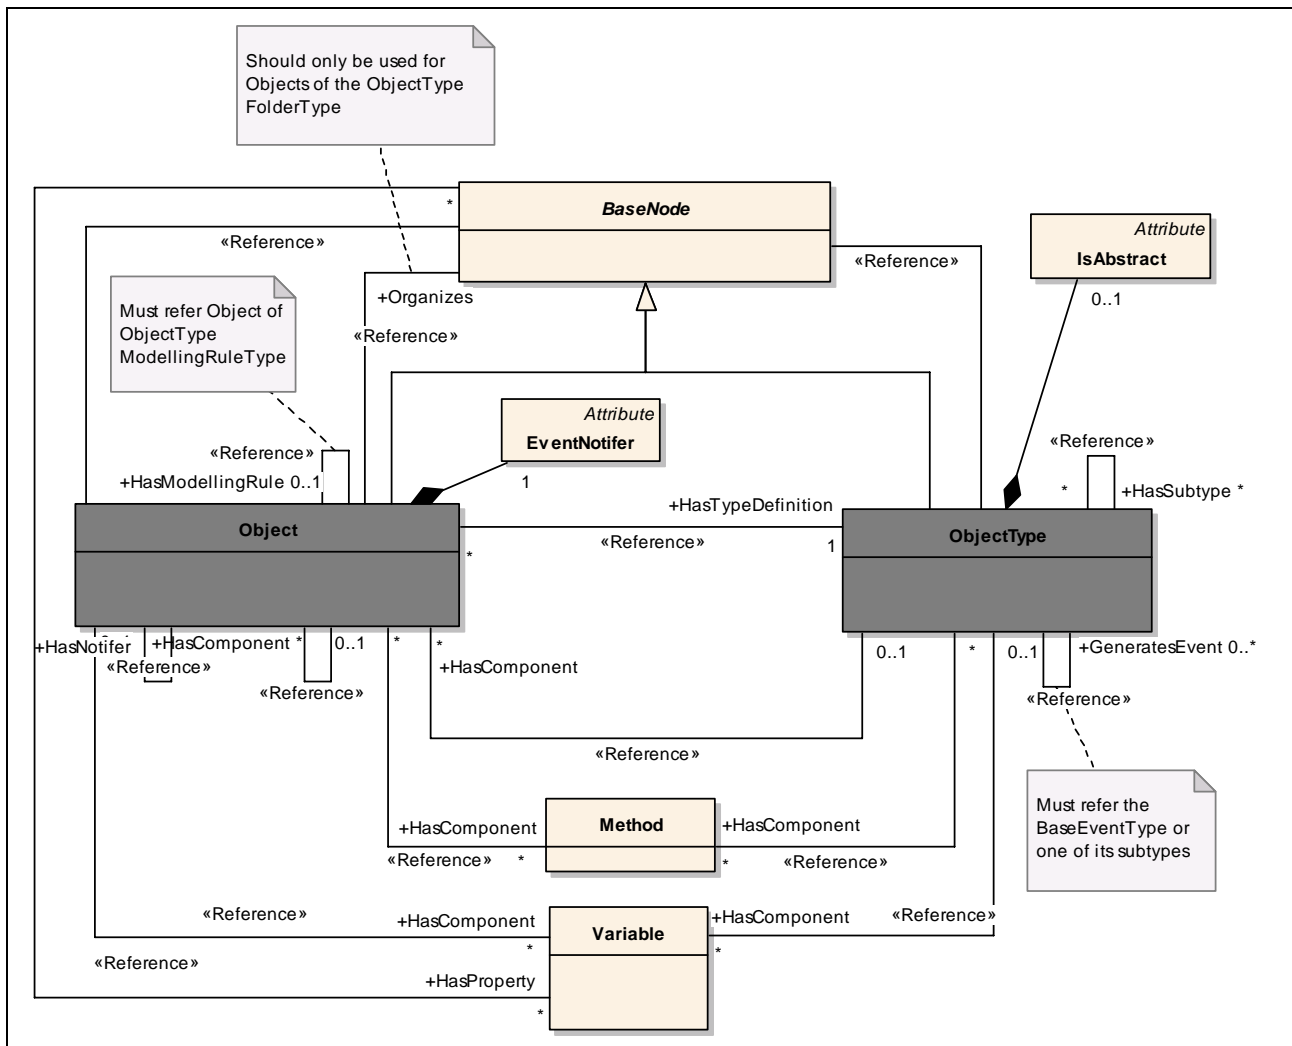 Should only be used for
Objects of the ObjectType
FolderType
BaseNode
*
«Reference»
«Reference»
Attribute
IsAbstract
0..1
+Organizes
«Reference»
Must refer Object of
ObjectType
ModellingRuleType
Attribute
EventNotifer
1
«Reference»
+HasModellingRule 0..1
«Reference»
*
+HasSubtype *
Object
+HasTypeDefinition
«Reference»
*
1
ObjectType
+HasNotifer
+HasComponent *
0..1
«Reference»
«Reference»
*
*
+HasComponent
0..1
*
0..1
+GeneratesEvent 0..*
«Reference»
«Reference»
Must refer the
BaseEventType or
one of its subtypes
+HasComponent
«Reference»
*
Method
+HasComponent
*
«Reference»
«Reference»
+HasComponent
*
Variable
+HasComponent
*
«Reference»
«Reference»
+HasProperty
*